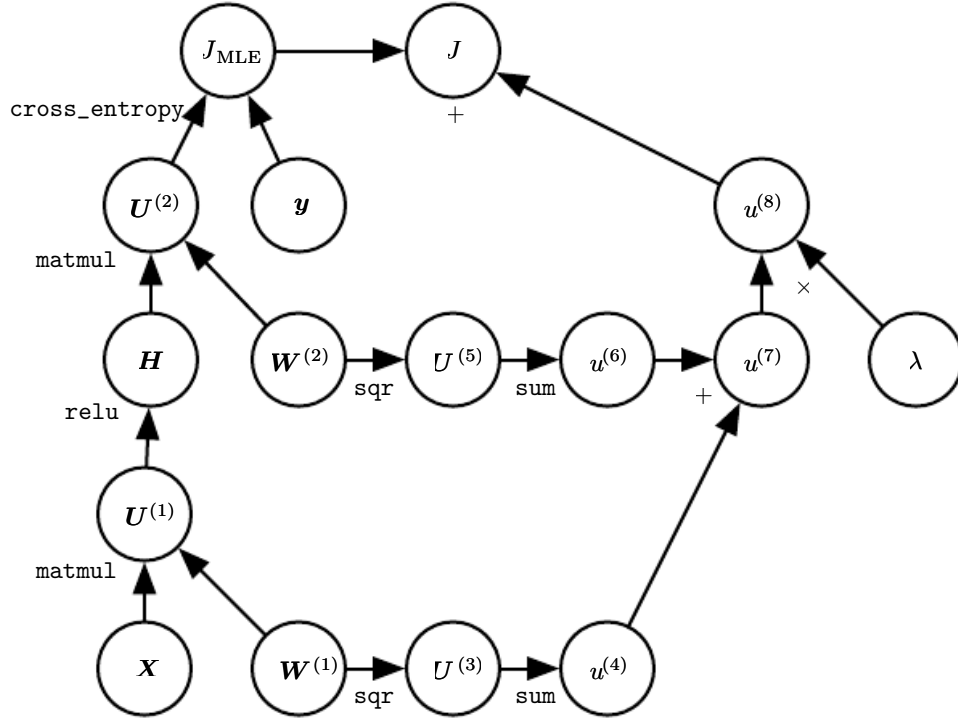 J_MLE J
cross_entropy +
U^(2) y u^(8)
matmul ×
H W^(2) U^(5) u^(6) u^(7) λ
relu sqr sum +
U^(1)
matmul
X W^(1) U^(3) u^(4)
sqr sum